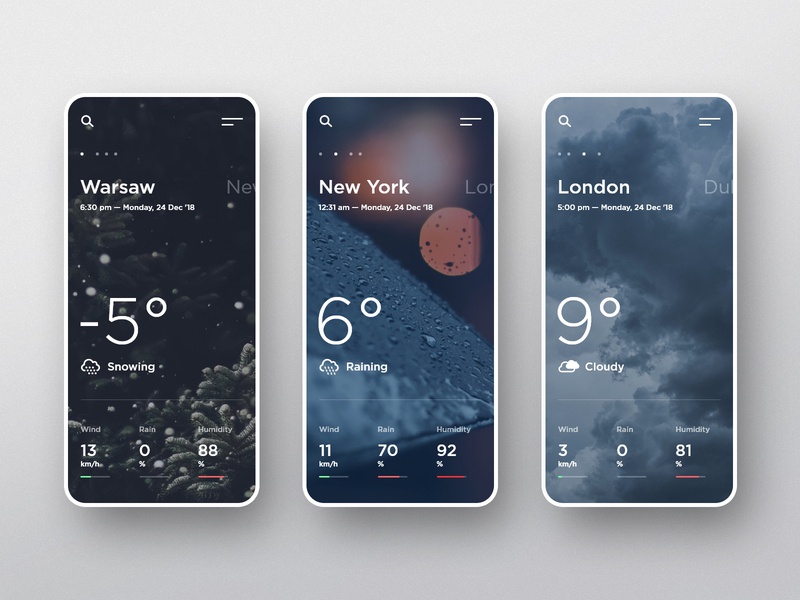 Warsaw
New
6:30 pm — Monday, 24 Dec '18
-5°
Snowing
Wind Rain Humidity
13 0 88
km/h % %
New York
Lon
12:31 am — Monday, 24 Dec '18
6°
Raining
Wind Rain Humidity
11 70 92
km/h % %
London
Dub
5:00 pm — Monday, 24 Dec '18
9°
Cloudy
Wind Rain Humidity
3 0 81
km/h % %